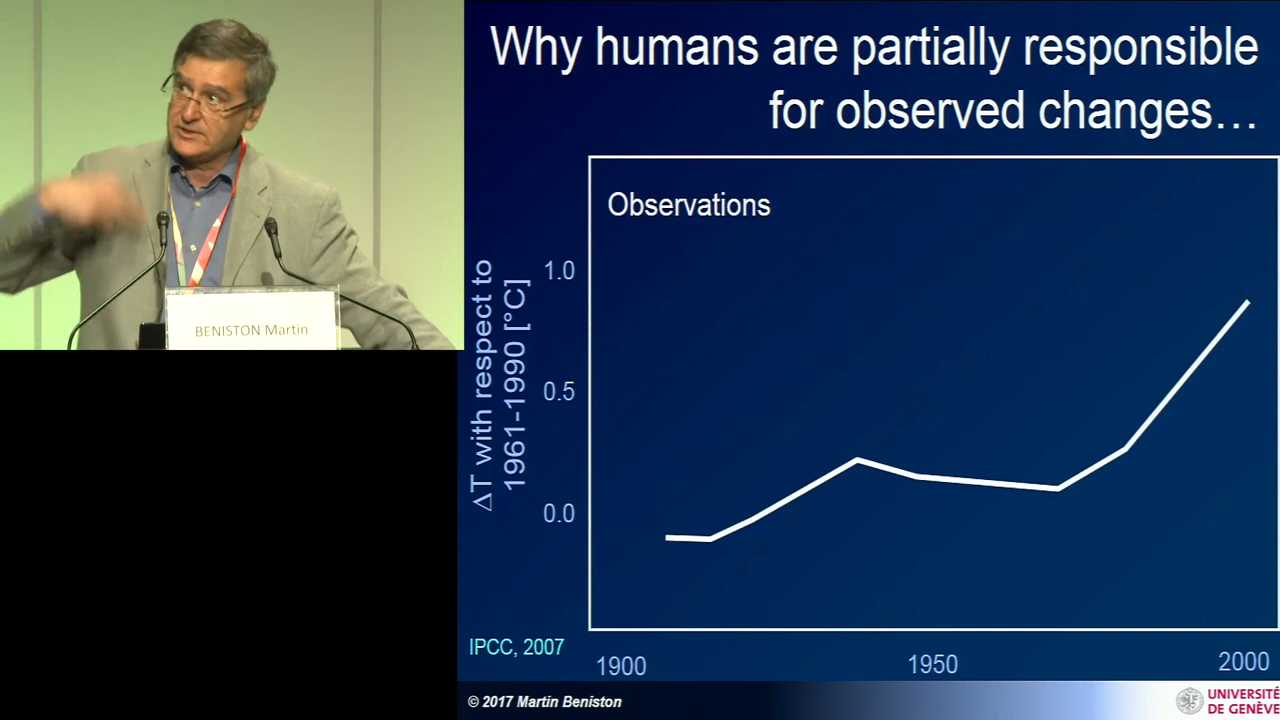 Why humans are partially responsible
for observed changes...
Observations
ΔT with respect to
1961-1990 [°C]
1.0
0.5
0.0
1900
1950
2000
IPCC, 2007
© 2017 Martin Beniston
UNIVERSITÉ
DE GENÈVE
BENISTON Martin